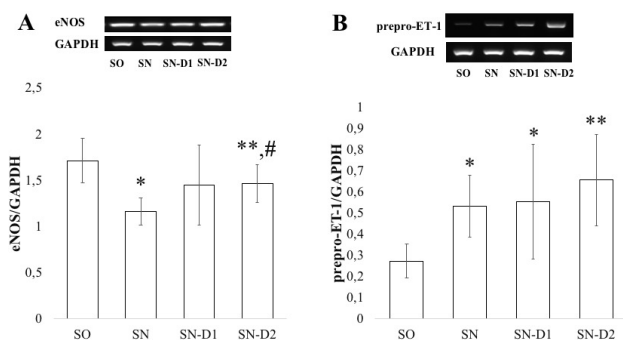 A
eNOS
GAPDH
SO SN SN-D1 SN-D2
2,5
2
1,5
1
0,5
0
eNOS/GAPDH
*
**,#
SO SN SN-D1 SN-D2
B
prepro-ET-1
GAPDH
SO SN SN-D1 SN-D2
1
0,9
0,8
0,7
0,6
0,5
0,4
0,3
0,2
0,1
0
prepro-ET-1/GAPDH
*
*
**
SO SN SN-D1 SN-D2